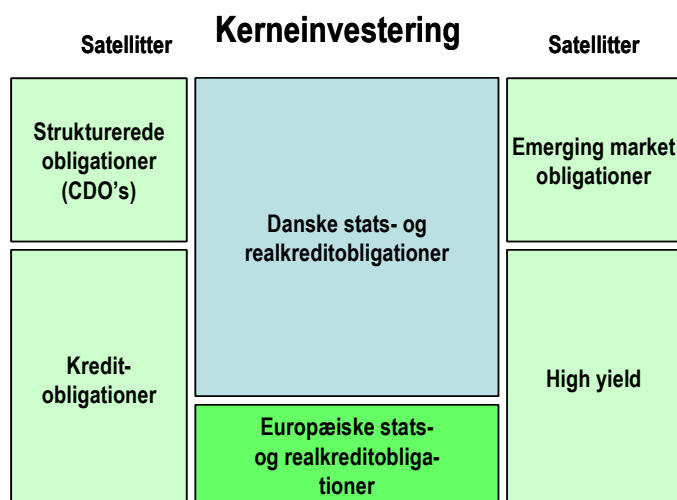 Satellitter
Kerneinvestering
Satellitter
Strukturerede
obligationer
(CDO's)
Kredit-
obligationer
Danske stats- og
realkreditobligationer
Europæiske stats-
og realkreditobliga-
tioner
Emerging market
obligationer
High yield